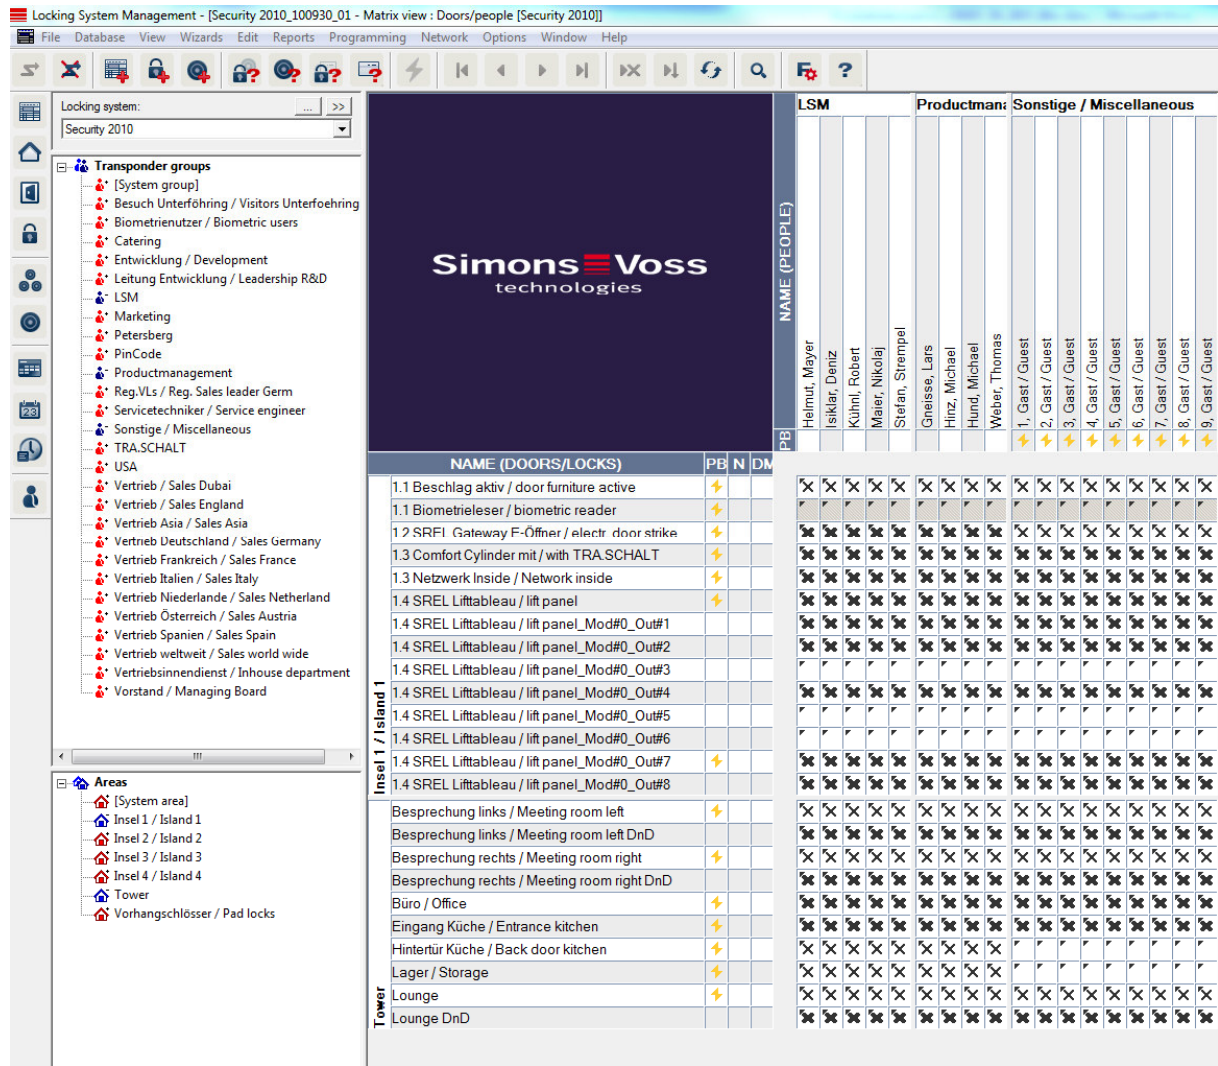 Locking System Management - [Security 2010_100930_01 - Matrix view : Doors/people [Security 2010]]
File Database View Wizards Edit Reports Programming Network Options Window Help
Locking system:
... >>
Security 2010
Transponder groups
[System group]
Besuch Unterföhring / Visitors Unterfoehring
Biometrienutzer / Biometric users
Catering
Entwicklung / Development
Leitung Entwicklung / Leadership R&D
LSM
Marketing
Petersberg
PinCode
Productmanagement
Reg.VLs / Reg. Sales leader Germ
Servicetechniker / Service engineer
Sonstige / Miscellaneous
TRA.SCHALT
USA
Vertrieb / Sales Dubai
Vertrieb / Sales England
Vertrieb Asia / Sales Asia
Vertrieb Deutschland / Sales Germany
Vertrieb Frankreich / Sales France
Vertrieb Italien / Sales Italy
Vertrieb Niederlande / Sales Netherland
Vertrieb Österreich / Sales Austria
Vertrieb Spanien / Sales Spain
Vertrieb weltweit / Sales world wide
Vertriebsinnendienst / Inhouse department
Vorstand / Managing Board
Areas
[System area]
Insel 1 / Island 1
Insel 2 / Island 2
Insel 3 / Island 3
Insel 4 / Island 4
Tower
Vorhangschlösser / Pad locks
Simons Voss
technologies
NAME (PEOPLE)
PB
LSM Productmana Sonstige / Miscellaneous
Helmut, Mayer
Isiklar, Deniz
Kühnl, Robert
Maier, Nikolaj
Stefan, Strempel
Gneisse, Lars
Hinz, Michael
Hund, Michael
Weber, Thomas
1, Gast / Guest
2, Gast / Guest
3, Gast / Guest
4, Gast / Guest
5, Gast / Guest
6, Gast / Guest
7, Gast / Guest
8, Gast / Guest
9, Gast / Guest
NAME (DOORS/LOCKS) PB N DM
Insel 1 / Island 1
1.1 Beschlag aktiv / door furniture active
1.1 Biometrieleser / biometric reader
1.2 SREL Gateway E-Öffner / electr. door strike
1.3 Comfort Cylinder mit / with TRA.SCHALT
1.3 Netzwerk Inside / Network inside
1.4 SREL Lifttableau / lift panel
1.4 SREL Lifttableau / lift panel_Mod#0_Out#1
1.4 SREL Lifttableau / lift panel_Mod#0_Out#2
1.4 SREL Lifttableau / lift panel_Mod#0_Out#3
1.4 SREL Lifttableau / lift panel_Mod#0_Out#4
1.4 SREL Lifttableau / lift panel_Mod#0_Out#5
1.4 SREL Lifttableau / lift panel_Mod#0_Out#6
1.4 SREL Lifttableau / lift panel_Mod#0_Out#7
1.4 SREL Lifttableau / lift panel_Mod#0_Out#8
Tower
Besprechung links / Meeting room left
Besprechung links / Meeting room left DnD
Besprechung rechts / Meeting room right
Besprechung rechts / Meeting room right DnD
Büro / Office
Eingang Küche / Entrance kitchen
Hintertür Küche / Back door kitchen
Lager / Storage
Lounge
Lounge DnD